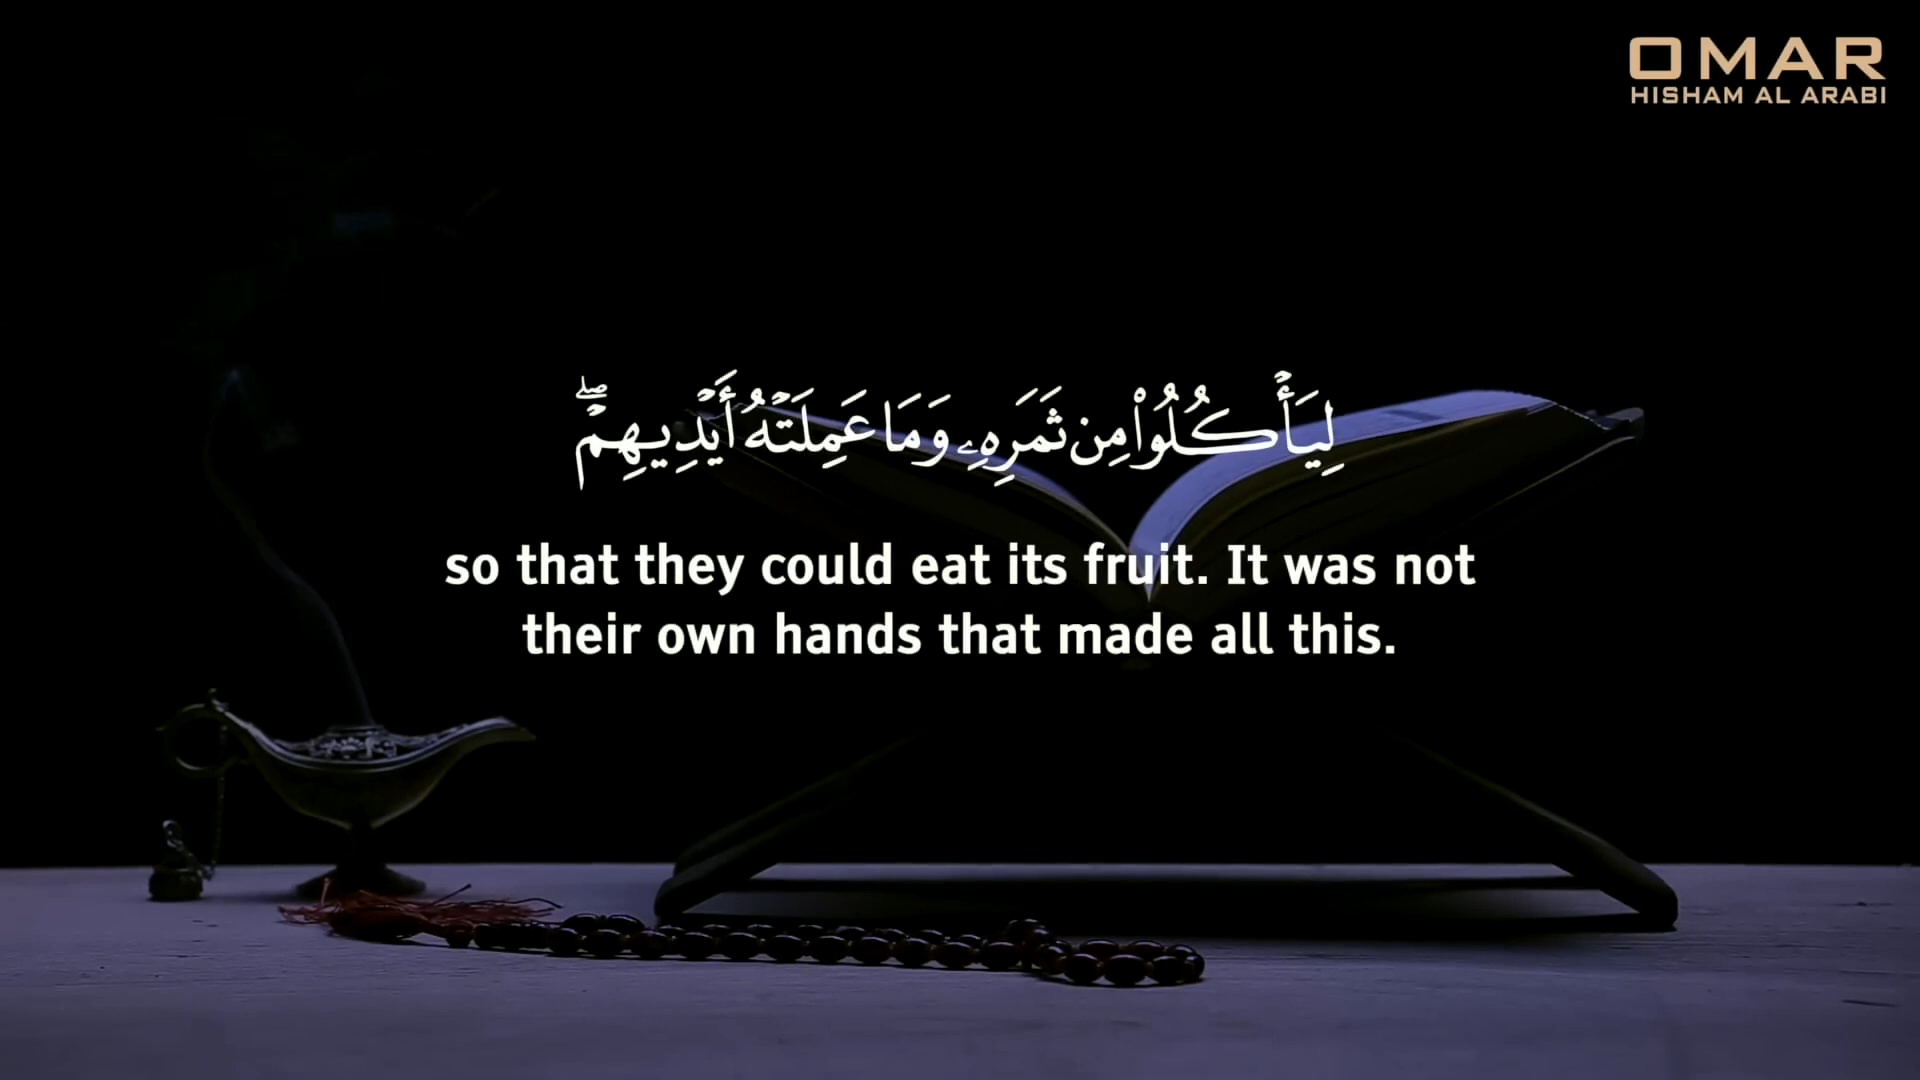 OMAR
HISHAM AL ARABI
لِيَأْكُلُوا۟ مِن ثَمَرِهِۦ وَمَا عَمِلَتْهُ أَيْدِيهِمْ ۖ
so that they could eat its fruit. It was not
their own hands that made all this.